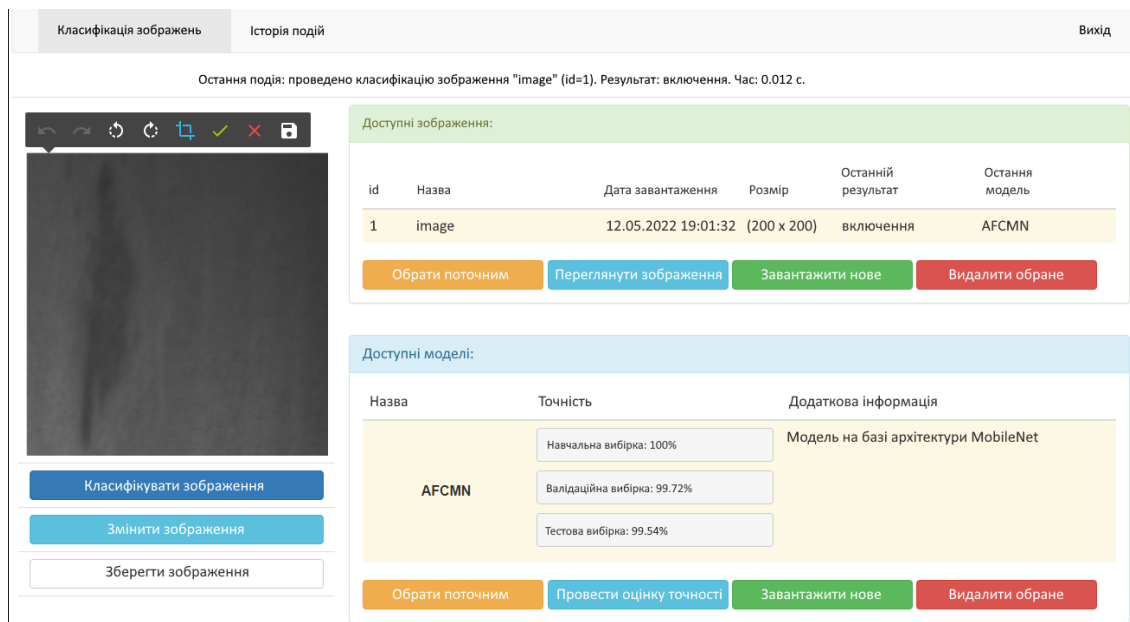 Класифікація зображень
Історія подій
Вихід
Остання подія: проведено класифікацію зображення "image" (id=1). Результат: включення. Час: 0.012 с.
Доступні зображення:
id Назва Дата завантаження Розмір Останній результат Остання модель
1 image 12.05.2022 19:01:32 (200 x 200) включення AFCMN
Обрати поточним Переглянути зображення Завантажити нове Видалити обране
Класифікувати зображення
Змінити зображення
Зберегти зображення
Доступні моделі:
Назва Точність Додаткова інформація
AFCMN
Навчальна вибірка: 100%
Валідаційна вибірка: 99.72%
Тестова вибірка: 99.54%
Модель на базі архітектури MobileNet
Обрати поточним Провести оцінку точності Завантажити нове Видалити обране